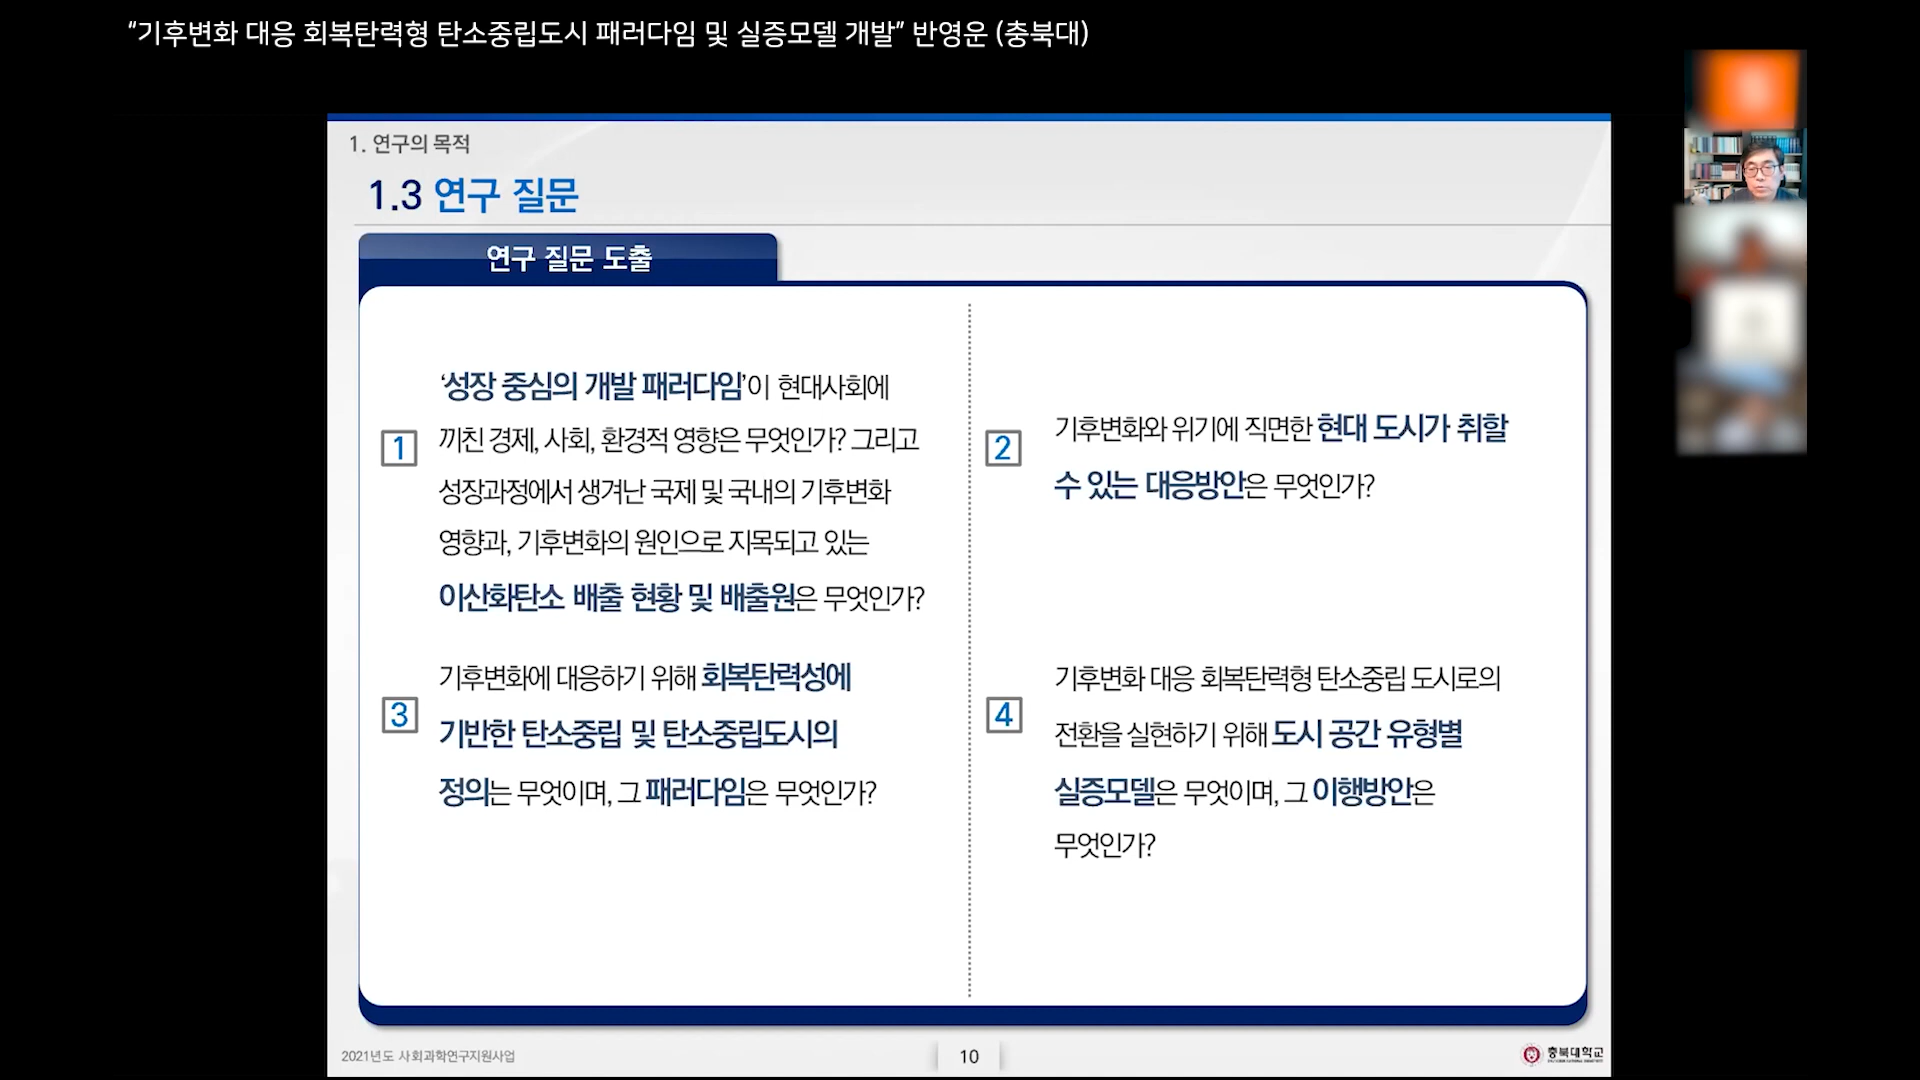 “기후변화 대응 회복탄력형 탄소중립도시 패러다임 및 실증모델 개발” 반영운 (충북대)
1. 연구의 목적
1.3 연구 질문
연구 질문 도출
1
‘성장 중심의 개발 패러다임’이 현대사회에
끼친 경제, 사회, 환경적 영향은 무엇인가? 그리고
성장과정에서 생겨난 국제 및 국내의 기후변화
영향과, 기후변화의 원인으로 지목되고 있는
이산화탄소 배출 현황 및 배출원은 무엇인가?
2
기후변화와 위기에 직면한 현대 도시가 취할
수 있는 대응방안은 무엇인가?
3
기후변화에 대응하기 위해 회복탄력성에
기반한 탄소중립 및 탄소중립도시의
정의는 무엇이며, 그 패러다임은 무엇인가?
4
기후변화 대응 회복탄력형 탄소중립 도시로의
전환을 실현하기 위해 도시 공간 유형별
실증모델은 무엇이며, 그 이행방안은
무엇인가?
2021년도 사회과학연구지원사업
10
충북대학교